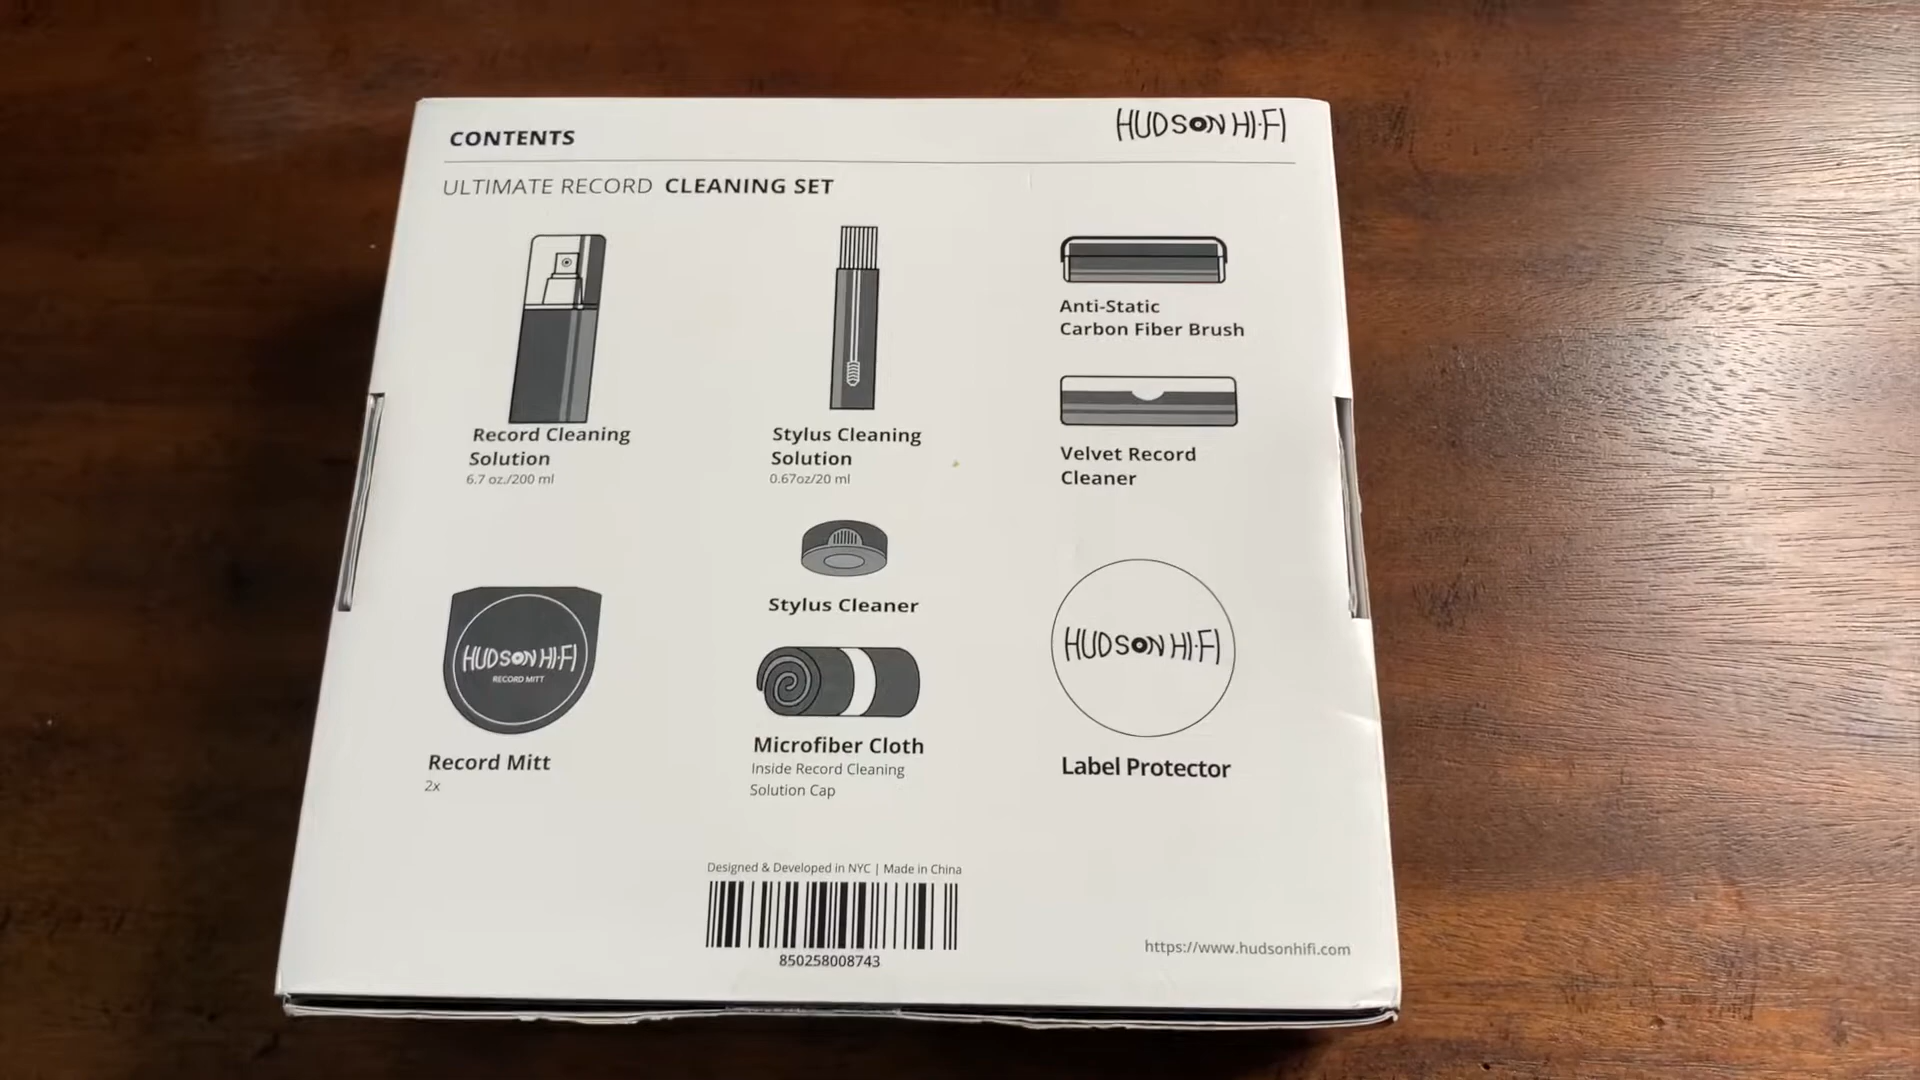 CONTENTS
HUDSON HI-FI
ULTIMATE RECORD CLEANING SET
Record Cleaning
Solution
6.7 oz./200 ml
Stylus Cleaning
Solution
0.67oz/20 ml
Anti-Static
Carbon Fiber Brush
Velvet Record
Cleaner
HUDSON HI-FI
RECORD MITT
Record Mitt
2x
Stylus Cleaner
Microfiber Cloth
Inside Record Cleaning
Solution Cap
HUDSON HI-FI
Label Protector
Designed & Developed in NYC | Made in China
850258008743
https://www.hudsonhifi.com